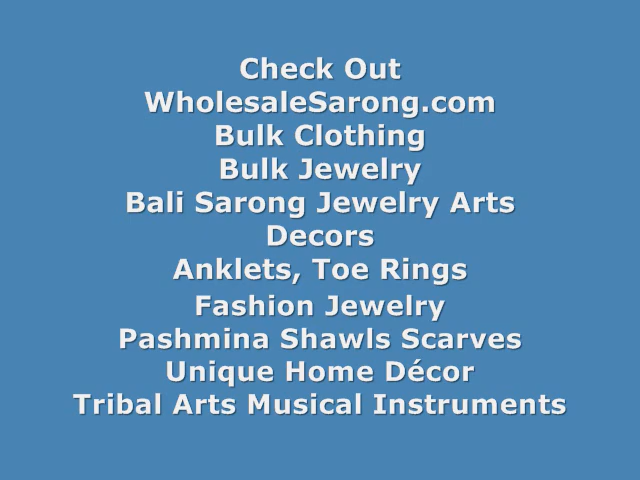 Check Out
WholesaleSarong.com
Bulk Clothing
Bulk Jewelry
Bali Sarong Jewelry Arts
Decors
Anklets, Toe Rings
Fashion Jewelry
Pashmina Shawls Scarves
Unique Home Décor
Tribal Arts Musical Instruments